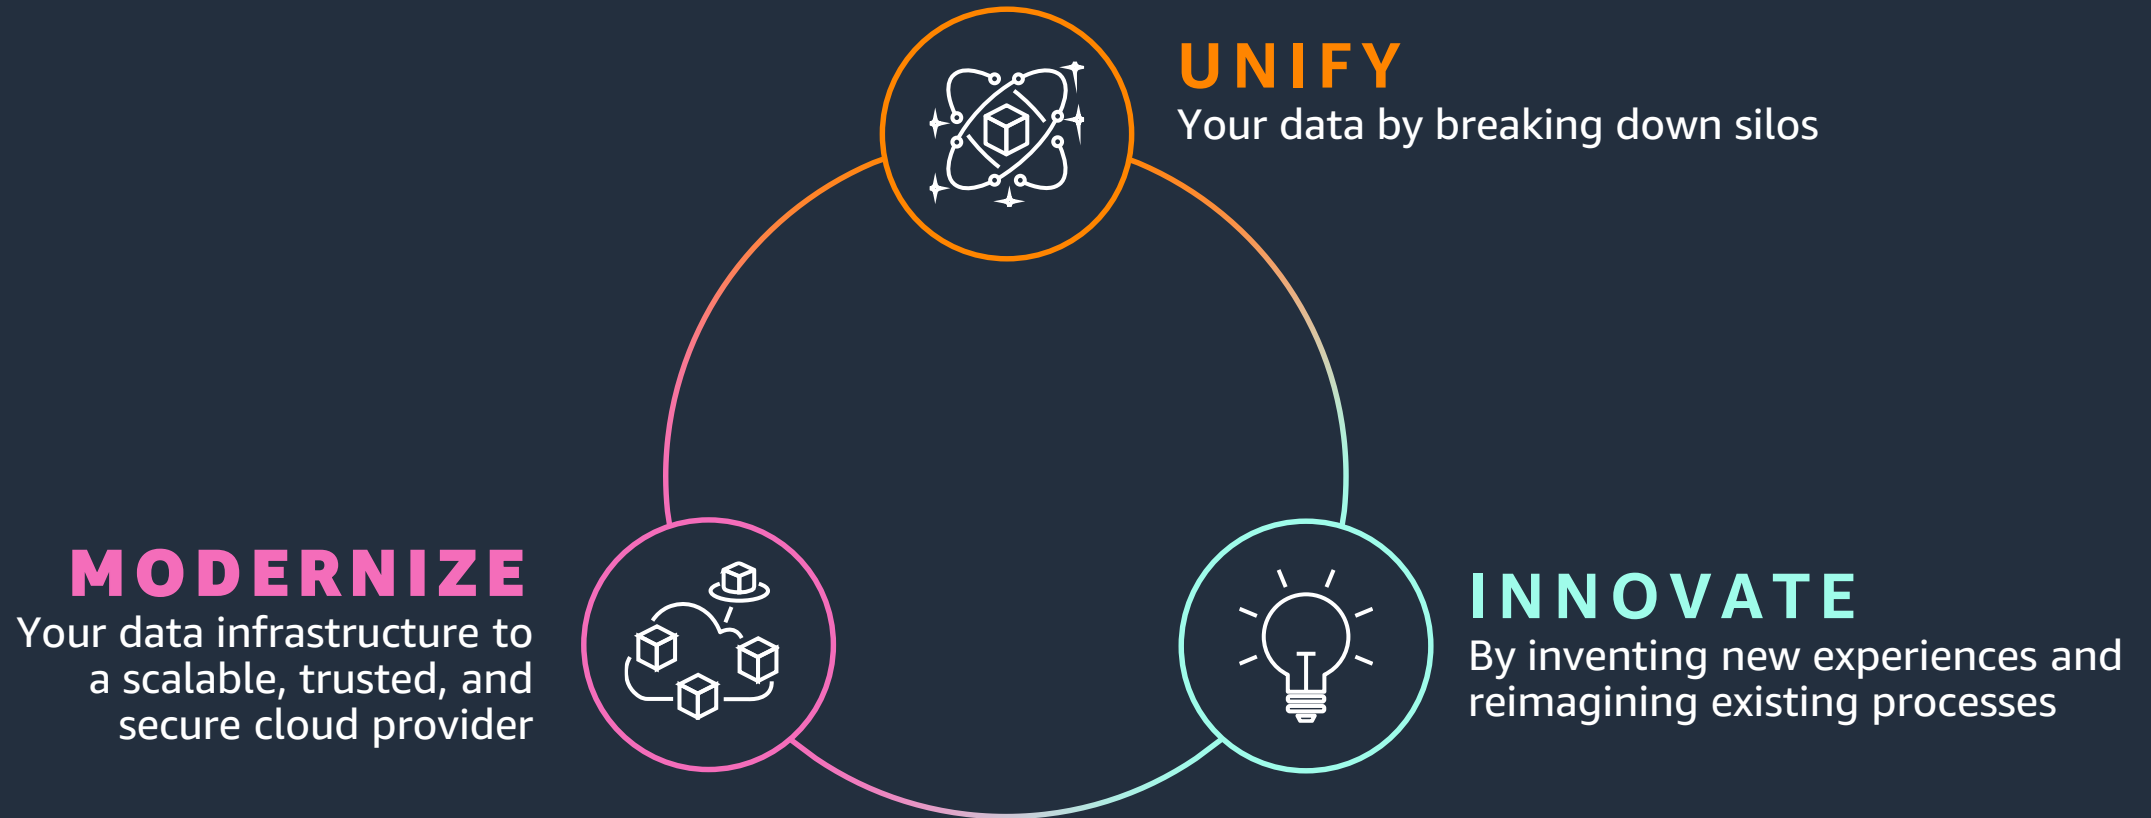 UNIFY
Your data by breaking down silos
MODERNIZE
Your data infrastructure to
a scalable, trusted, and
secure cloud provider
INNOVATE
By inventing new experiences and
reimagining existing processes